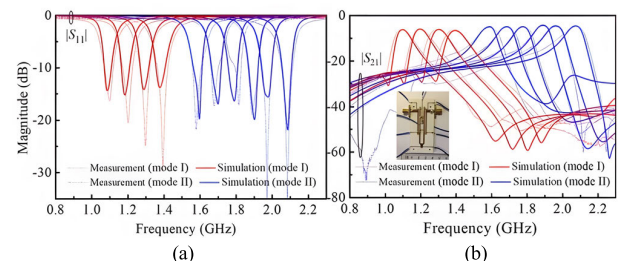 (a)
0
-10
-20
-30
Magnitude (dB)
|S11|
Measurement (mode I) Simulation (mode I)
Measurement (mode II) Simulation (mode II)
0.8 1.0 1.2 1.4 1.6 1.8 2.0 2.2
Frequency (GHz)
(a)
(b)
0
-20
-40
-60
-80
|S21|
Measurement (mode I) Simulation (mode I)
Measurement (mode II) Simulation (mode II)
0.8 1.0 1.2 1.4 1.6 1.8 2.0 2.2
Frequency (GHz)
(b)